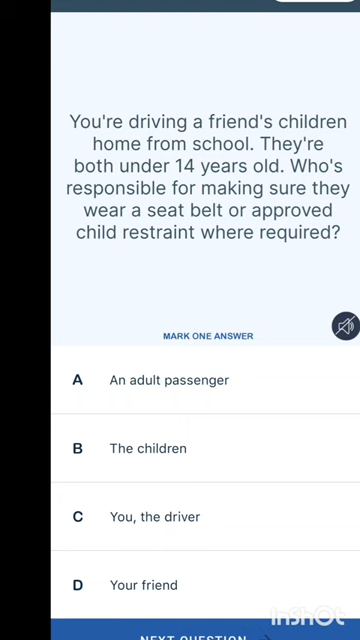 You're driving a friend's children
home from school. They're
both under 14 years old. Who's
responsible for making sure they
wear a seat belt or approved
child restraint where required?
MARK ONE ANSWER
A An adult passenger
B The children
C You, the driver
D Your friend
InShOt
NEXT QUESTION